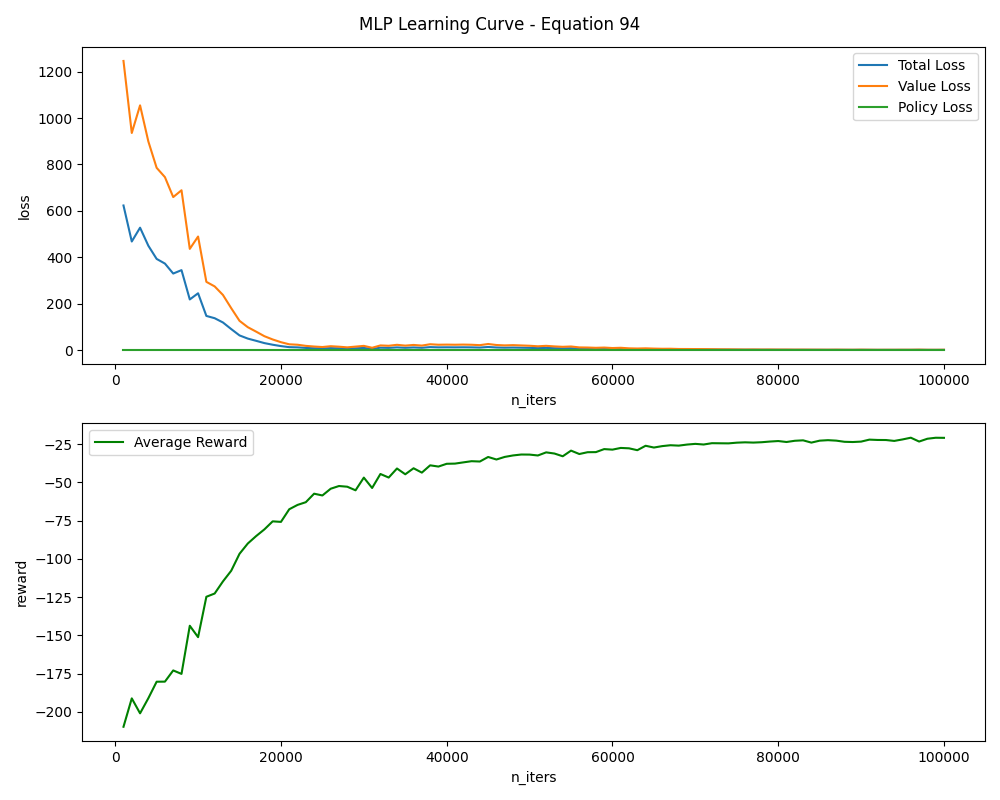 MLP Learning Curve - Equation 94
1200
1000
800
600
400
200
0
loss
Total Loss
Value Loss
Policy Loss
0 20000 40000 60000 80000 100000
n_iters
−25
−50
−75
−100
−125
−150
−175
−200
reward
Average Reward
0 20000 40000 60000 80000 100000
n_iters